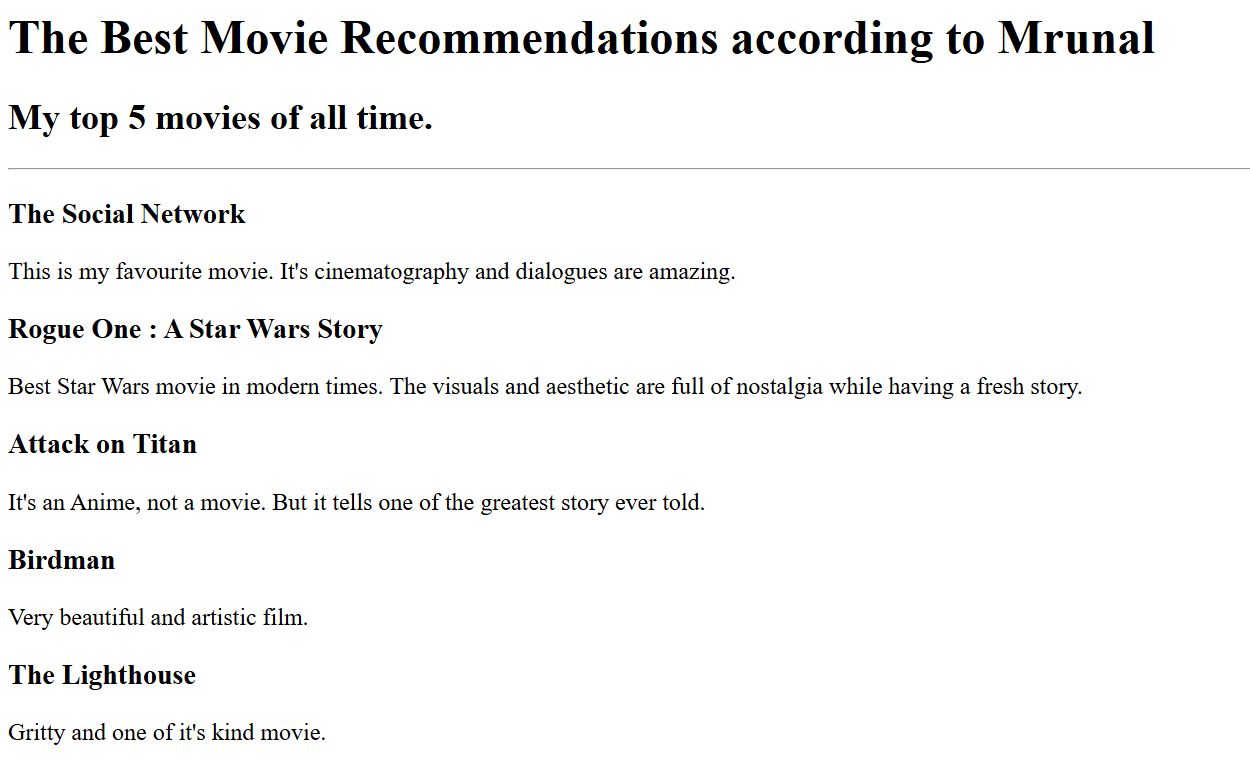 The Best Movie Recommendations according to Mrunal
My top 5 movies of all time.
The Social Network
This is my favourite movie. It's cinematography and dialogues are amazing.
Rogue One : A Star Wars Story
Best Star Wars movie in modern times. The visuals and aesthetic are full of nostalgia while having a fresh story.
Attack on Titan
It's an Anime, not a movie. But it tells one of the greatest story ever told.
Birdman
Very beautiful and artistic film.
The Lighthouse
Gritty and one of it's kind movie.